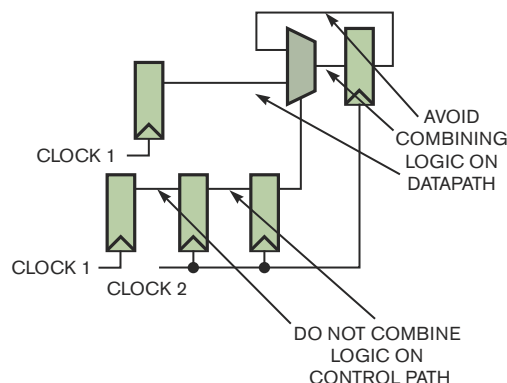 AVOID
COMBINING
LOGIC ON
DATAPATH
CLOCK 1
CLOCK 1
CLOCK 2
DO NOT COMBINE
LOGIC ON
CONTROL PATH